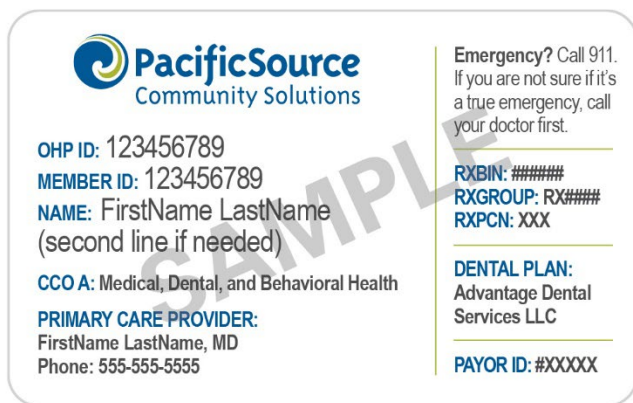 PacificSource
Community Solutions
OHP ID: 123456789
MEMBER ID: 123456789
NAME: FirstName LastName
(second line if needed)
CCO A: Medical, Dental, and Behavioral Health
PRIMARY CARE PROVIDER:
FirstName LastName, MD
Phone: 555-555-5555
Emergency? Call 911.
If you are not sure if it's
a true emergency, call
your doctor first.
RXBIN: ######
RXGROUP: RX####
RXPCN: XXX
DENTAL PLAN:
Advantage Dental
Services LLC
PAYOR ID: #XXXXX
SAMPLE